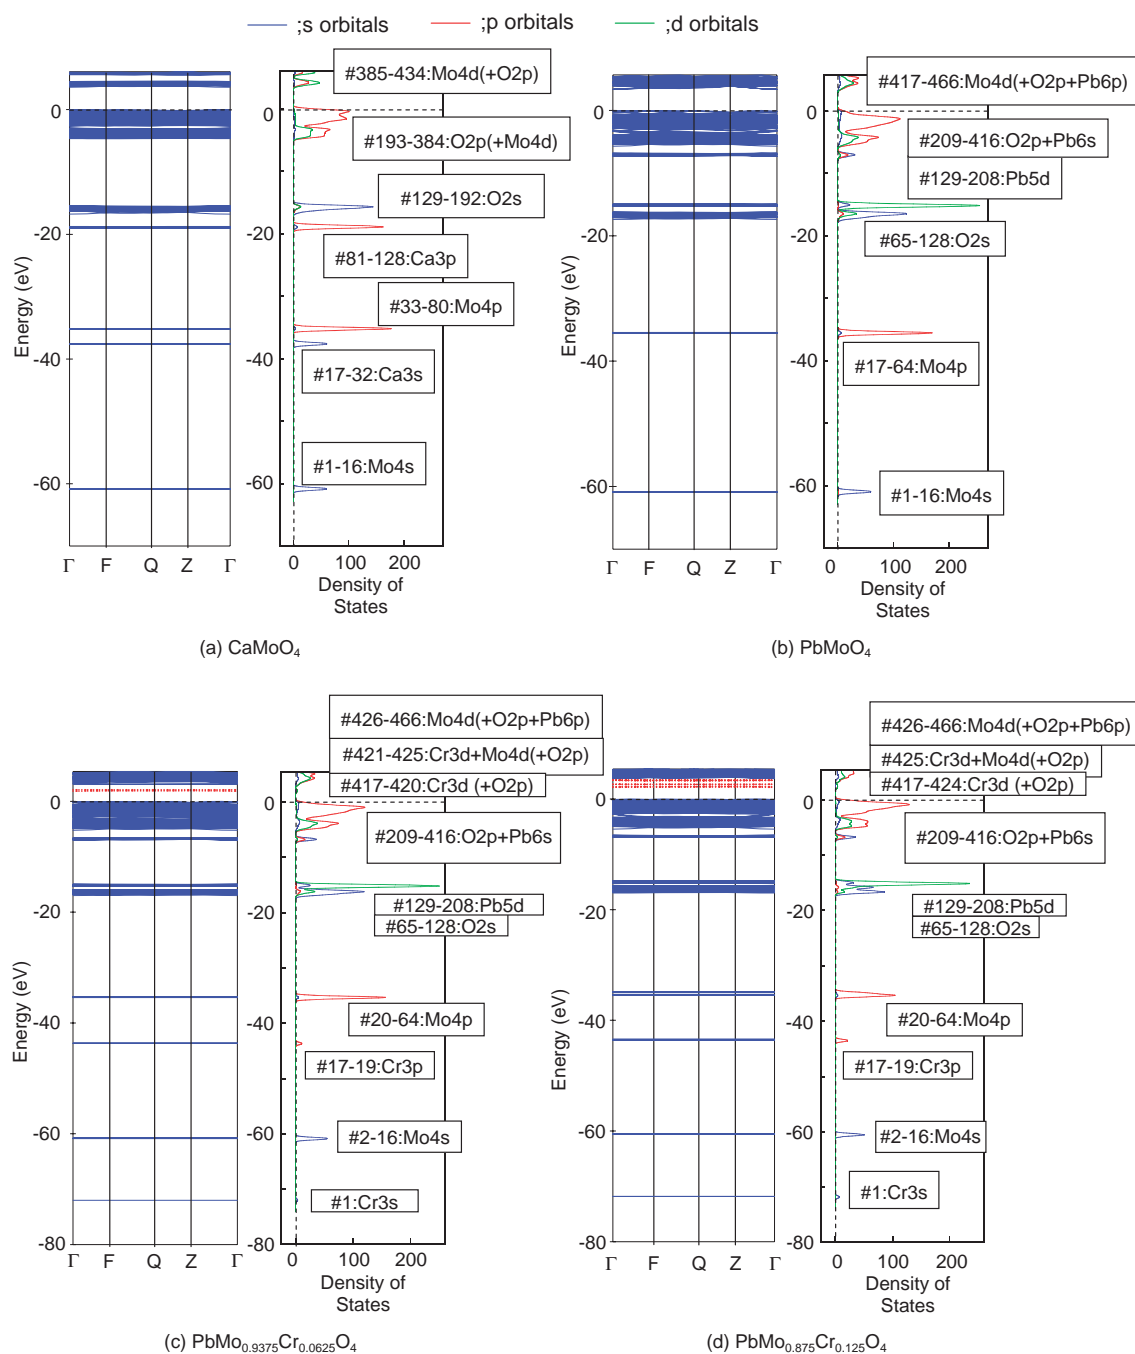 ;s orbitals ;p orbitals ;d orbitals
#385-434:Mo4d(+O2p)
#193-384:O2p(+Mo4d)
#129-192:O2s
#81-128:Ca3p
#33-80:Mo4p
#17-32:Ca3s
#1-16:Mo4s
0
-20
-40
-60
Energy (eV)
Γ F Q Z Γ
0 100 200
Density of
States
(a) CaMoO4
#417-466:Mo4d(+O2p+Pb6p)
#209-416:O2p+Pb6s
#129-208:Pb5d
#65-128:O2s
#17-64:Mo4p
#1-16:Mo4s
0 0
-20 -20
-40 -40
-60 -60
Energy (eV)
Γ F Q Z Γ
0 100 200
Density of
States
(b) PbMoO4
#426-466:Mo4d(+O2p+Pb6p)
#421-425:Cr3d+Mo4d(+O2p)
#417-420:Cr3d (+O2p)
#209-416:O2p+Pb6s
#129-208:Pb5d
#65-128:O2s
#20-64:Mo4p
#17-19:Cr3p
#2-16:Mo4s
#1:Cr3s
0 0
-20 -20
-40 -40
-60 -60
-80 -80
Energy (eV)
Γ F Q Z Γ
0 100 200
Density of
States
(c) PbMo0.9375Cr0.0625O4
#426-466:Mo4d(+O2p+Pb6p)
#425:Cr3d+Mo4d(+O2p)
#417-424:Cr3d (+O2p)
#209-416:O2p+Pb6s
#129-208:Pb5d
#65-128:O2s
#20-64:Mo4p
#17-19:Cr3p
#2-16:Mo4s
#1:Cr3s
0 0
-20 -20
-40 -40
-60 -60
-80 -80
Energy (eV)
Γ F Q Z Γ
0 100 200
Density of
States
(d) PbMo0.875Cr0.125O4